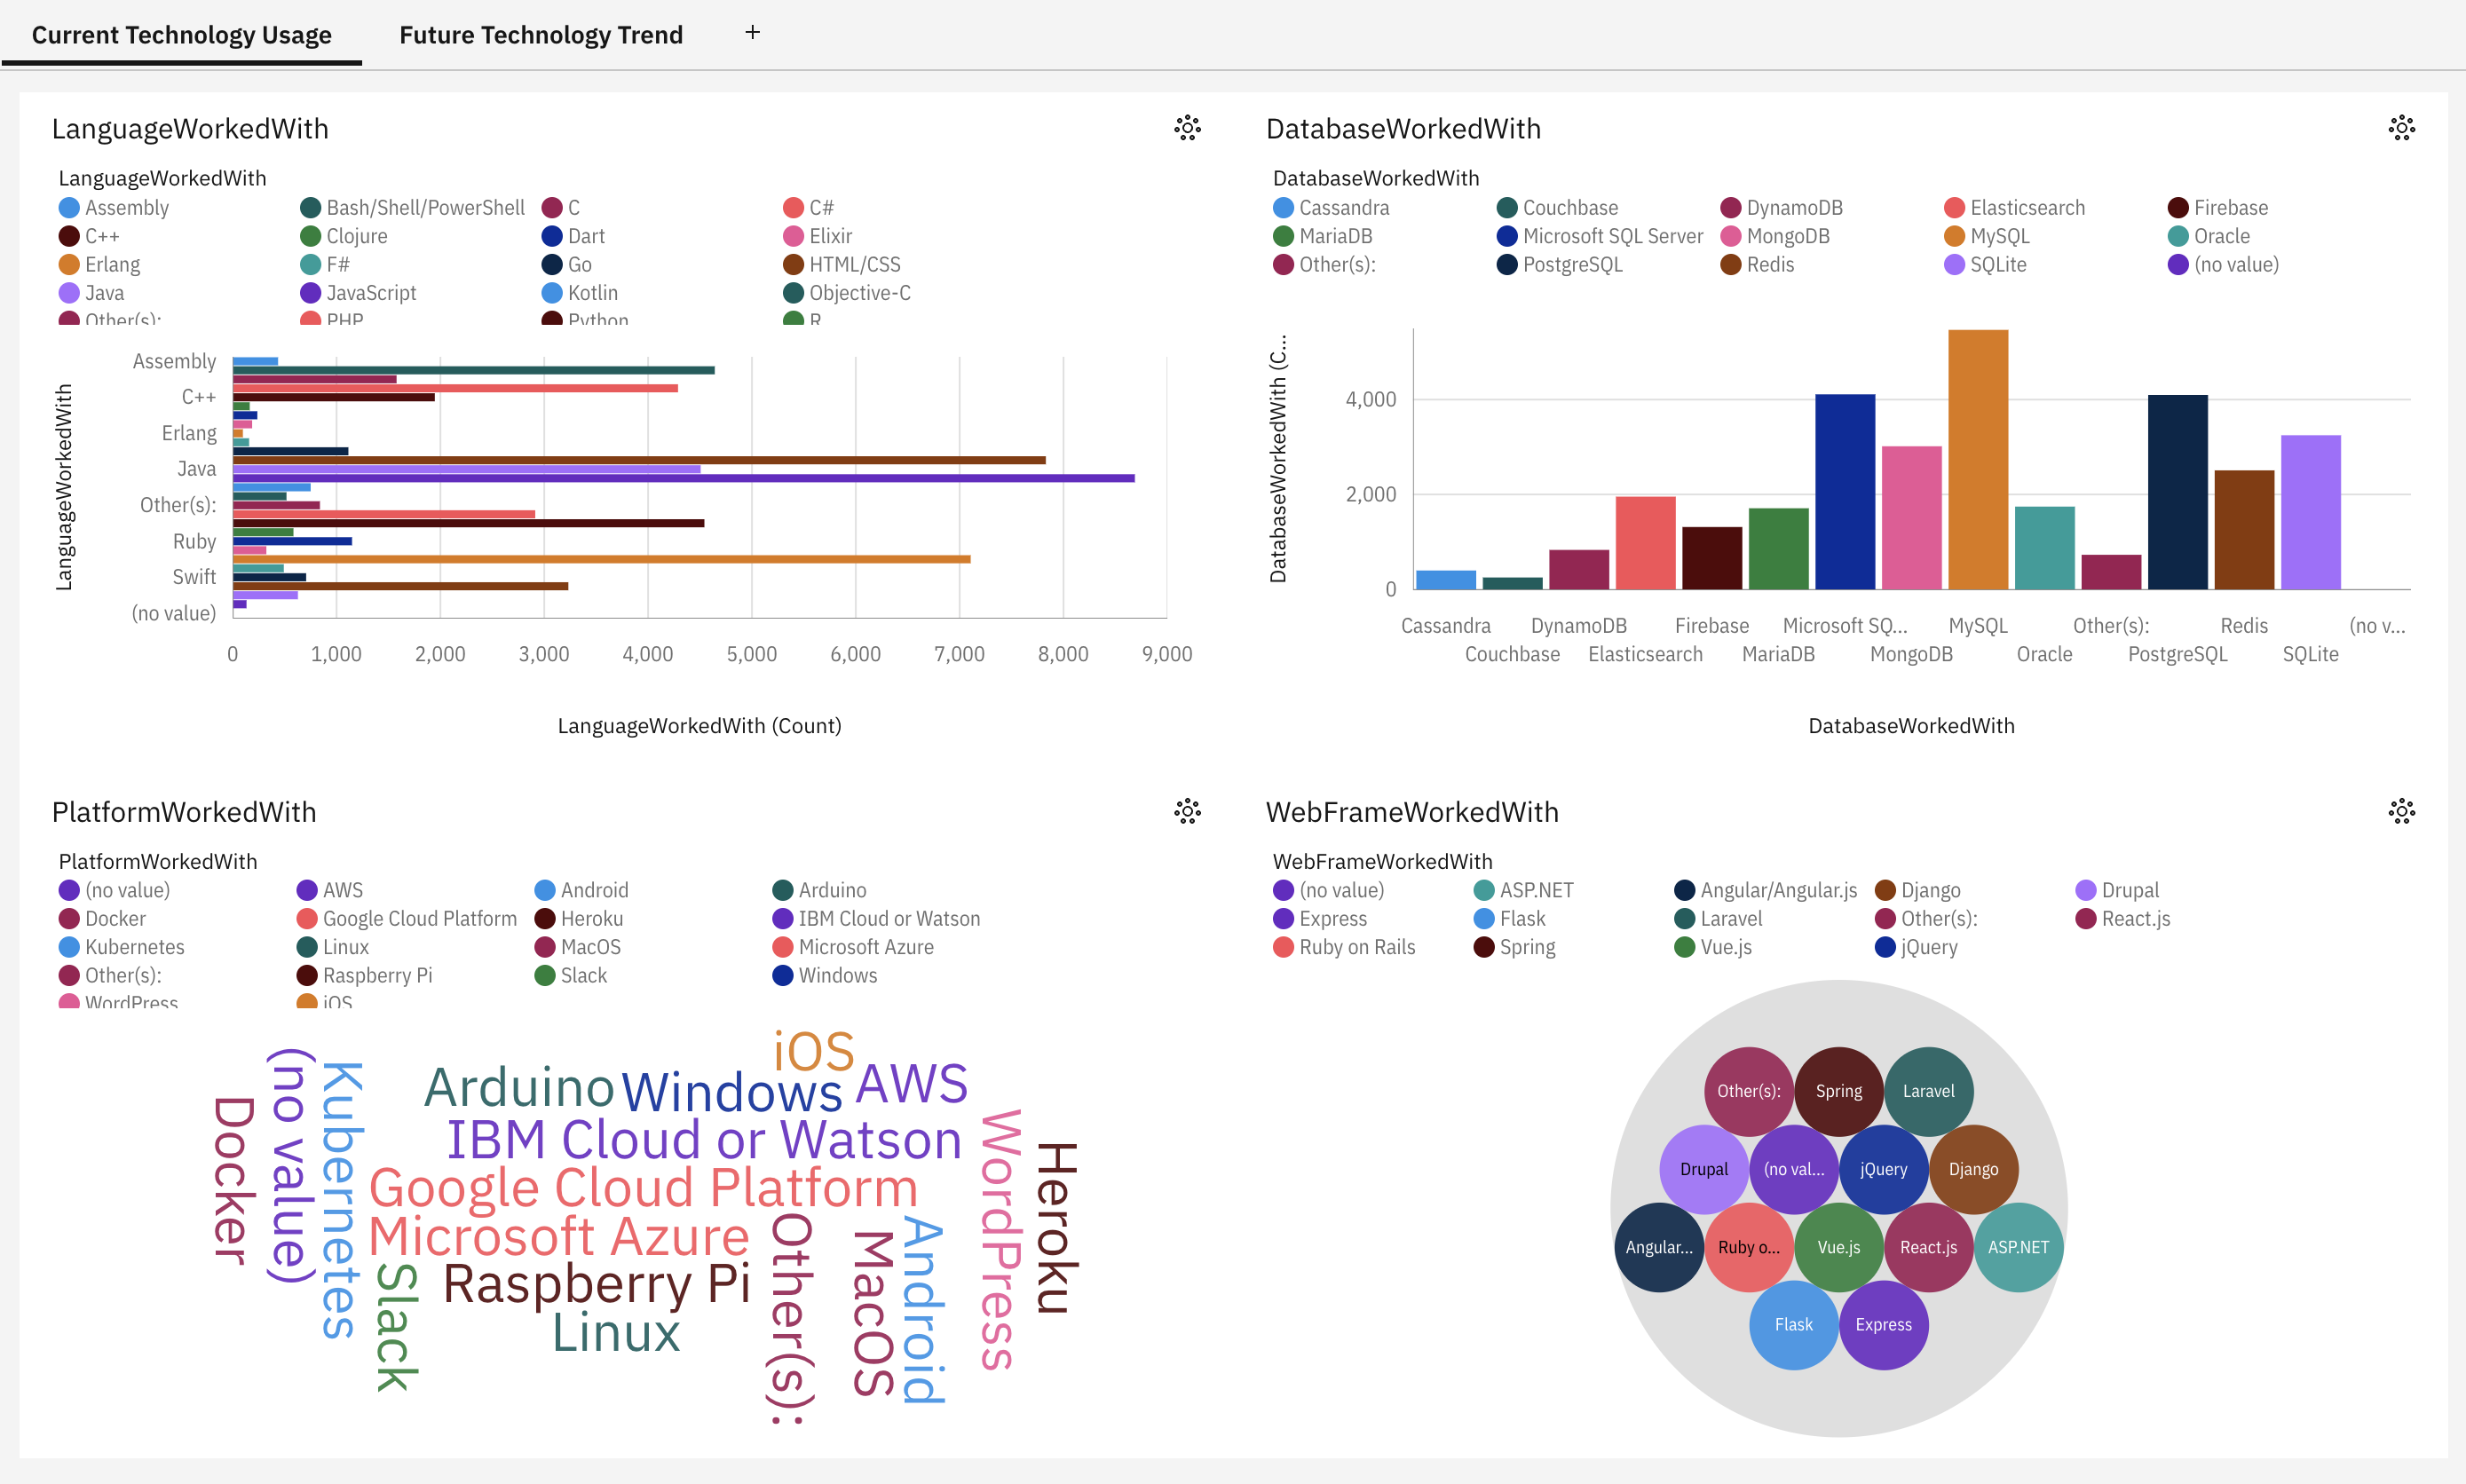 Current Technology Usage Future Technology Trend +
LanguageWorkedWith
LanguageWorkedWith
Assembly Bash/Shell/PowerShell C C#
C++ Clojure Dart Elixir
Erlang F# Go HTML/CSS
Java JavaScript Kotlin Objective-C
Other(s): PHP Python R
LanguageWorkedWith
Assembly
C++
Erlang
Java
Other(s):
Ruby
Swift
(no value)
0 1,000 2,000 3,000 4,000 5,000 6,000 7,000 8,000 9,000
LanguageWorkedWith (Count)
DatabaseWorkedWith
DatabaseWorkedWith
Cassandra Couchbase DynamoDB Elasticsearch Firebase
MariaDB Microsoft SQL Server MongoDB MySQL Oracle
Other(s): PostgreSQL Redis SQLite (no value)
DatabaseWorkedWith (C...
4,000
2,000
0
Cassandra DynamoDB Firebase Microsoft SQ... MySQL Other(s): Redis (no v...
Couchbase Elasticsearch MariaDB MongoDB Oracle PostgreSQL SQLite
DatabaseWorkedWith
PlatformWorkedWith
PlatformWorkedWith
(no value) AWS Android Arduino
Docker Google Cloud Platform Heroku IBM Cloud or Watson
Kubernetes Linux MacOS Microsoft Azure
Other(s): Raspberry Pi Slack Windows
WordPress iOS
Docker
(no value)
Kubernetes
iOS
Arduino
Windows
AWS
IBM Cloud or Watson
Google Cloud Platform
Microsoft Azure
Raspberry Pi
Linux
Slack
Other(s):
MacOS
Android
WordPress
Heroku
WebFrameWorkedWith
WebFrameWorkedWith
(no value) ASP.NET Angular/Angular.js Django Drupal
Express Flask Laravel Other(s): React.js
Ruby on Rails Spring Vue.js jQuery
Other(s): Spring Laravel
Drupal (no val... jQuery Django
Angular... Ruby o... Vue.js React.js ASP.NET
Flask Express